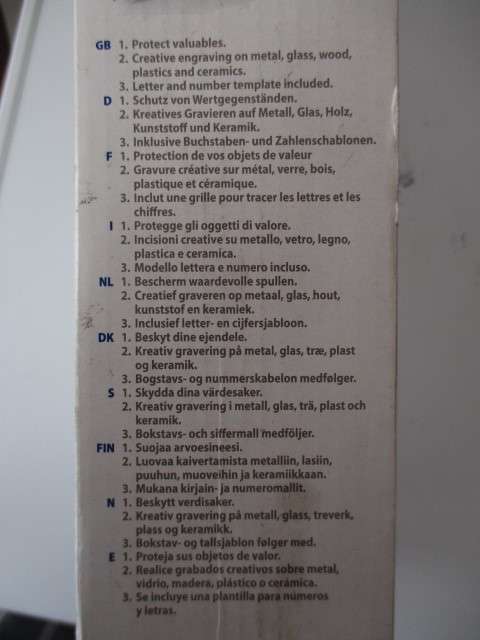 GB 1. Protect valuables.
2. Creative engraving on metal, glass, wood,
plastics and ceramics.
3. Letter and number template included.
D 1. Schutz von Wertgegenständen.
2. Kreatives Gravieren auf Metall, Glas, Holz,
Kunststoff und Keramik.
3. Inklusive Buchstaben- und Zahlenschablonen.
F 1. Protection de vos objets de valeur
2. Gravure créative sur métal, verre, bois,
plastique et céramique.
3. Inclut une grille pour tracer les lettres et les
chiffres.
I 1. Protegge gli oggetti di valore.
2. Incisioni creative su metallo, vetro, legno,
plastica e ceramica.
3. Modello lettera e numero incluso.
NL 1. Bescherm waardevolle spullen.
2. Creatief graveren op metaal, glas, hout,
kunststof en keramiek.
3. Inclusief letter- en cijfersjabloon.
DK 1. Beskyt dine ejendele.
2. Kreativ gravering på metal, glas, træ, plast
og keramik.
3. Bogstavs- og nummerskabelon medfølger.
S 1. Skydda dina värdesaker.
2. Kreativ gravering i metall, glas, trä, plast och
keramik.
3. Bokstavs- och siffermall medföljer.
FIN 1. Suojaa arvoesineesi.
2. Luovaa kaivertamista metalliin, lasiin,
puuhun, muoveihin ja keramiikkaan.
3. Mukana kirjain- ja numeromallit.
N 1. Beskytt verdisaker.
2. Kreativ gravering på metall, glass, treverk,
plass og keramikk.
3. Bokstav- og tallsjablon følger med.
E 1. Proteja sus objetos de valor.
2. Realice grabados creativos sobre metal,
vidrio, madera, plástico o cerámica.
3. Se incluye una plantilla para números
y letras.